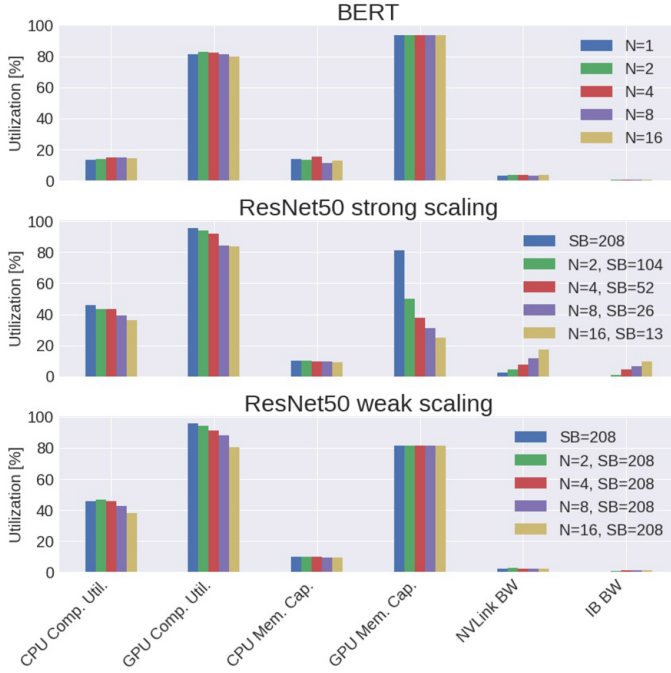 BERT
Utilization [%]
100
80
60
40
20
0
N=1
N=2
N=4
N=8
N=16
ResNet50 strong scaling
Utilization [%]
100
80
60
40
20
0
SB=208
N=2, SB=104
N=4, SB=52
N=8, SB=26
N=16, SB=13
ResNet50 weak scaling
Utilization [%]
100
80
60
40
20
0
SB=208
N=2, SB=208
N=4, SB=208
N=8, SB=208
N=16, SB=208
CPU Comp. Util.
GPU Comp. Util.
CPU Mem. Cap.
GPU Mem. Cap.
NVLink BW
IB BW